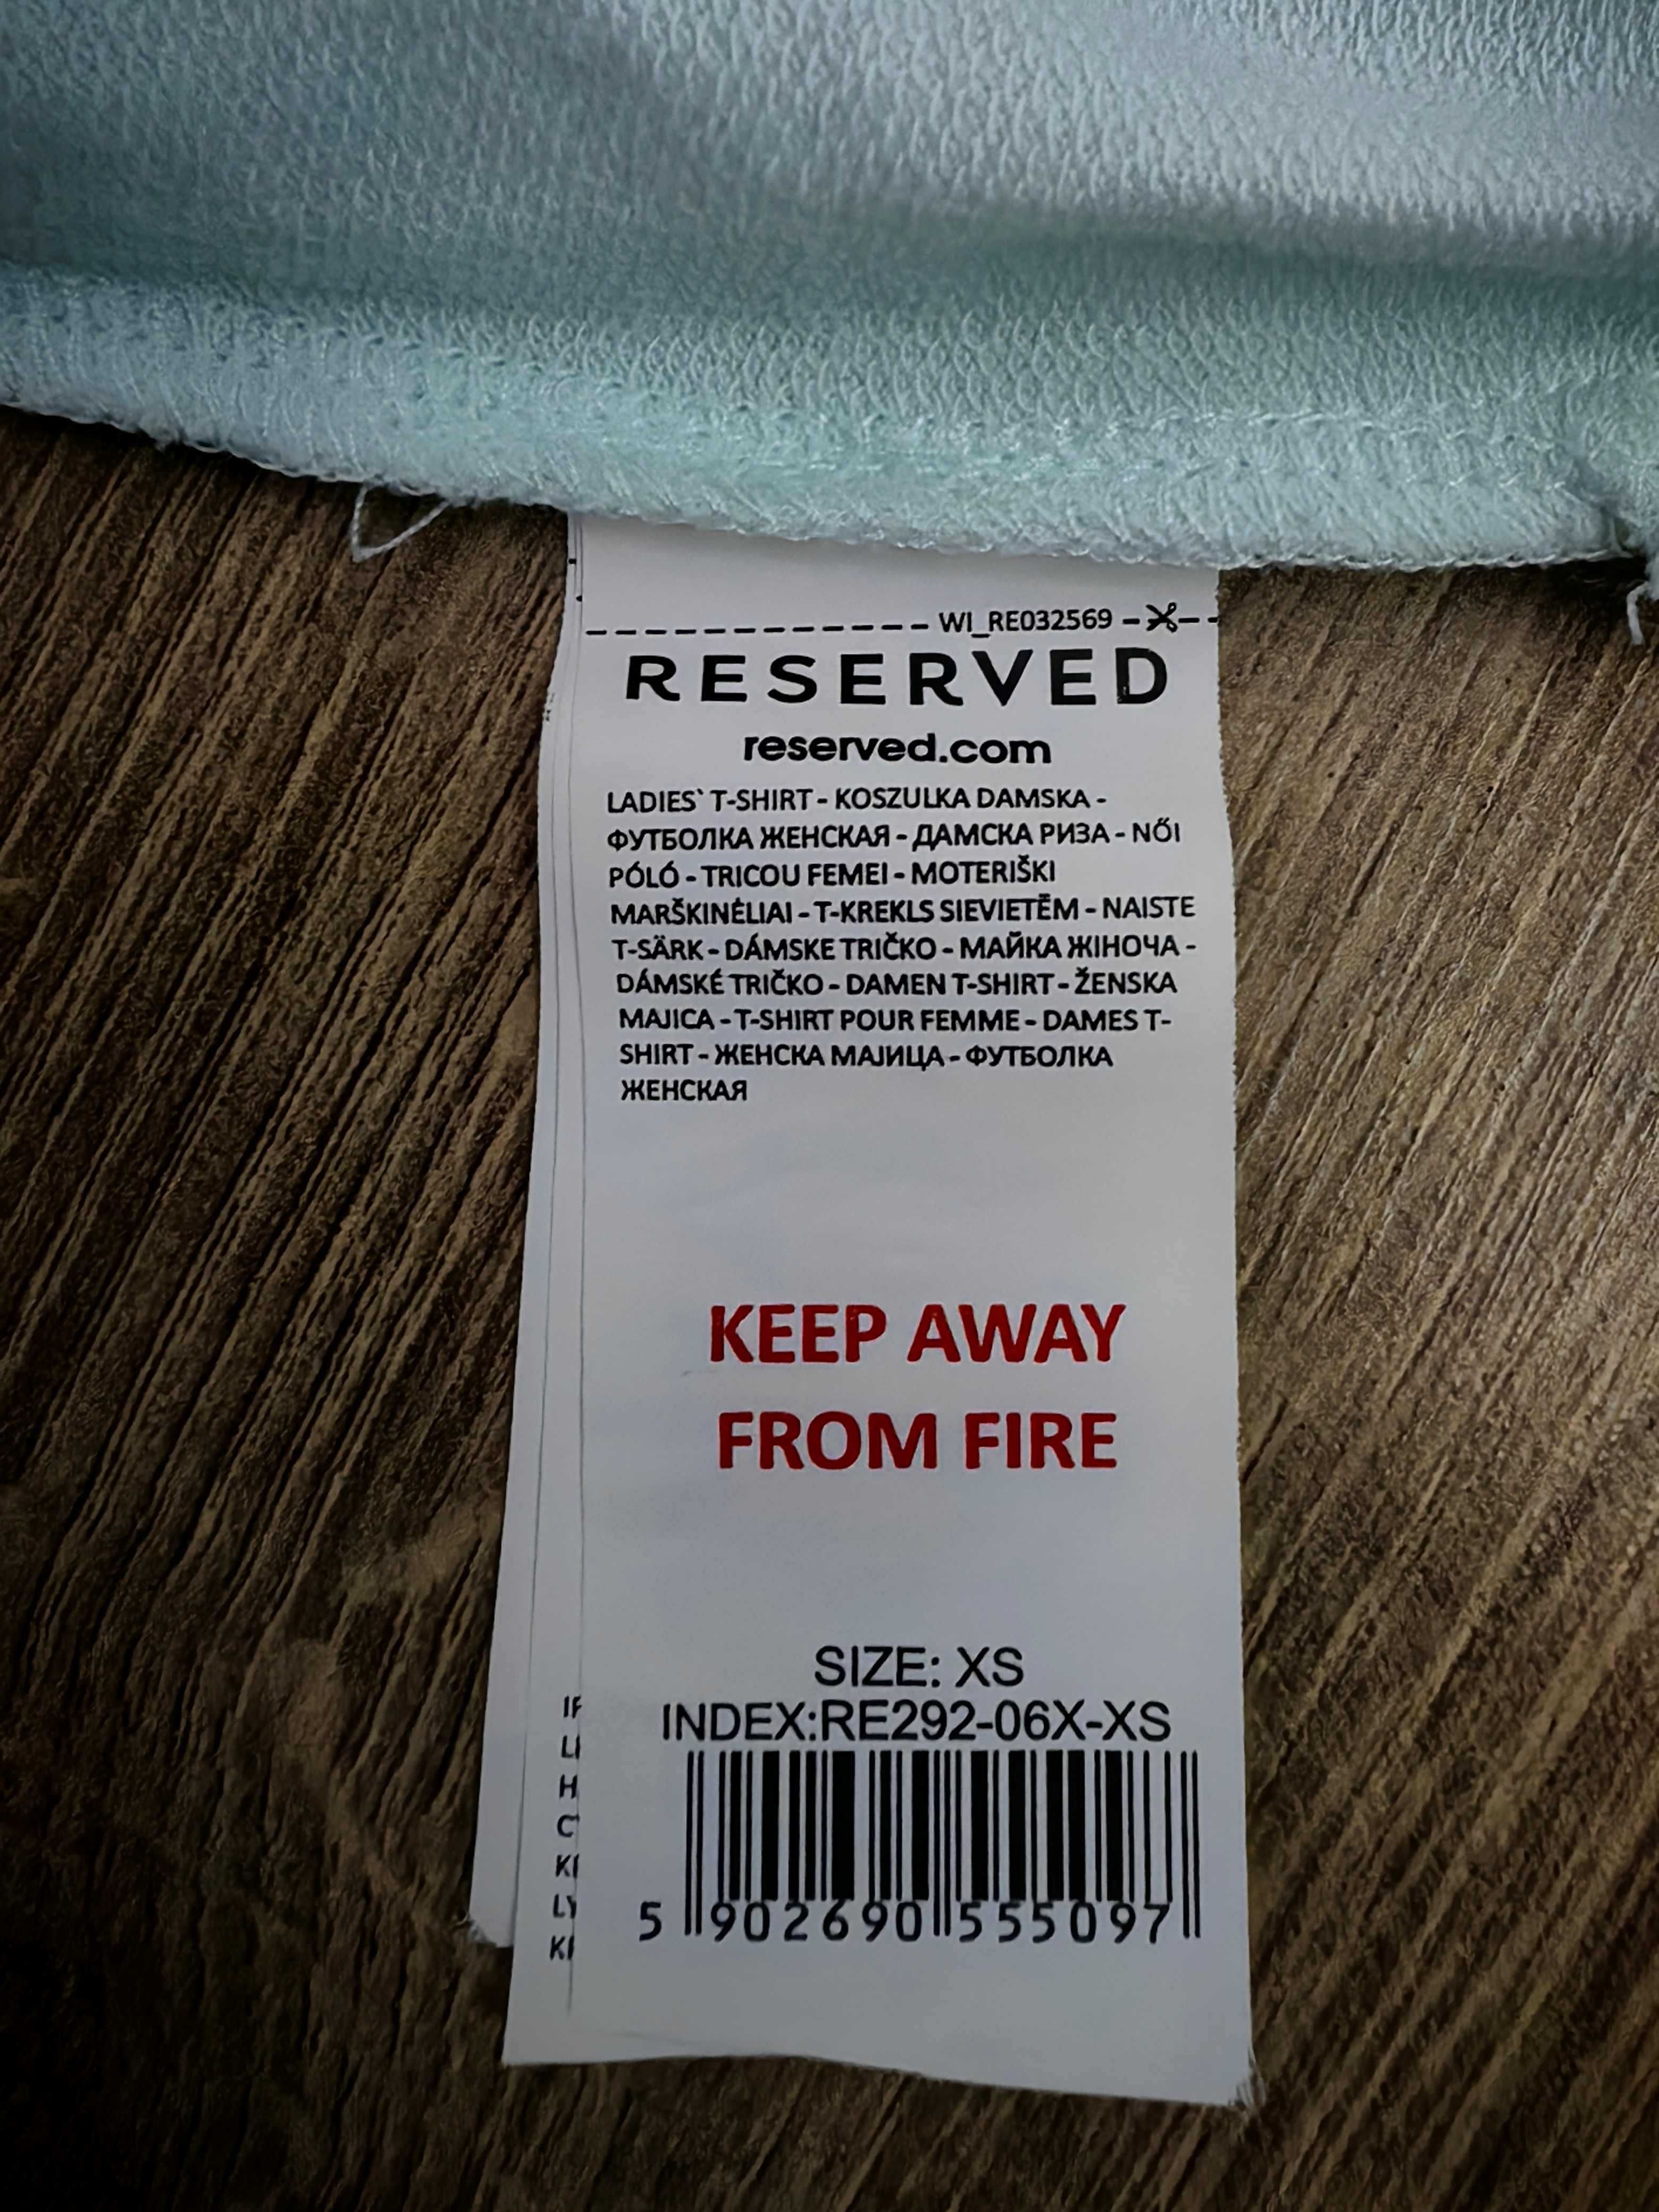 WI_RE032569
RESERVED
reserved.com
LADIES` T-SHIRT - KOSZULKA DAMSKA -
ФУТБОЛКА ЖЕНСКАЯ - ДАМСКА РИЗА - NŐI
PÓLÓ - TRICOU FEMEI - MOTERIŠKI
MARŠKINĖLIAI - T-KREKLS SIEVIETĒM - NAISTE
T-SÄRK - DÁMSKE TRIČKO - МАЙКА ЖІНОЧА -
DÁMSKÉ TRIČKO - DAMEN T-SHIRT - ŽENSKA
MAJICA - T-SHIRT POUR FEMME - DAMES T-
SHIRT - ЖЕНСКА МАЈИЦА - ФУТБОЛКА
ЖЕНСКАЯ
KEEP AWAY
FROM FIRE
SIZE: XS
INDEX:RE292-06X-XS
5 902690 555097